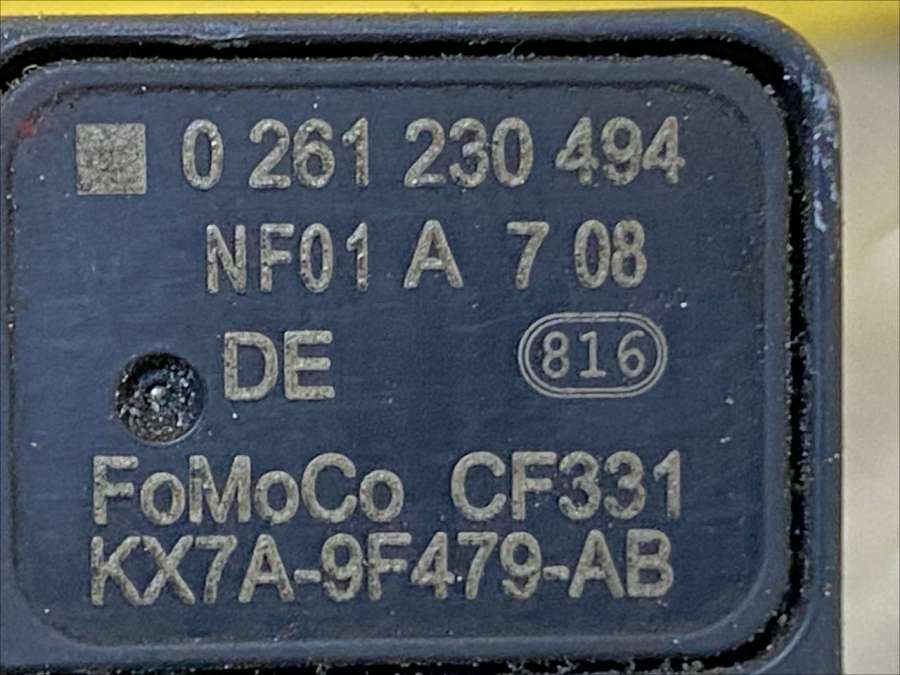 0 261 230 494
NF01 A 7 08
DE 816
FoMoCo CF331
KX7A-9F479-AB